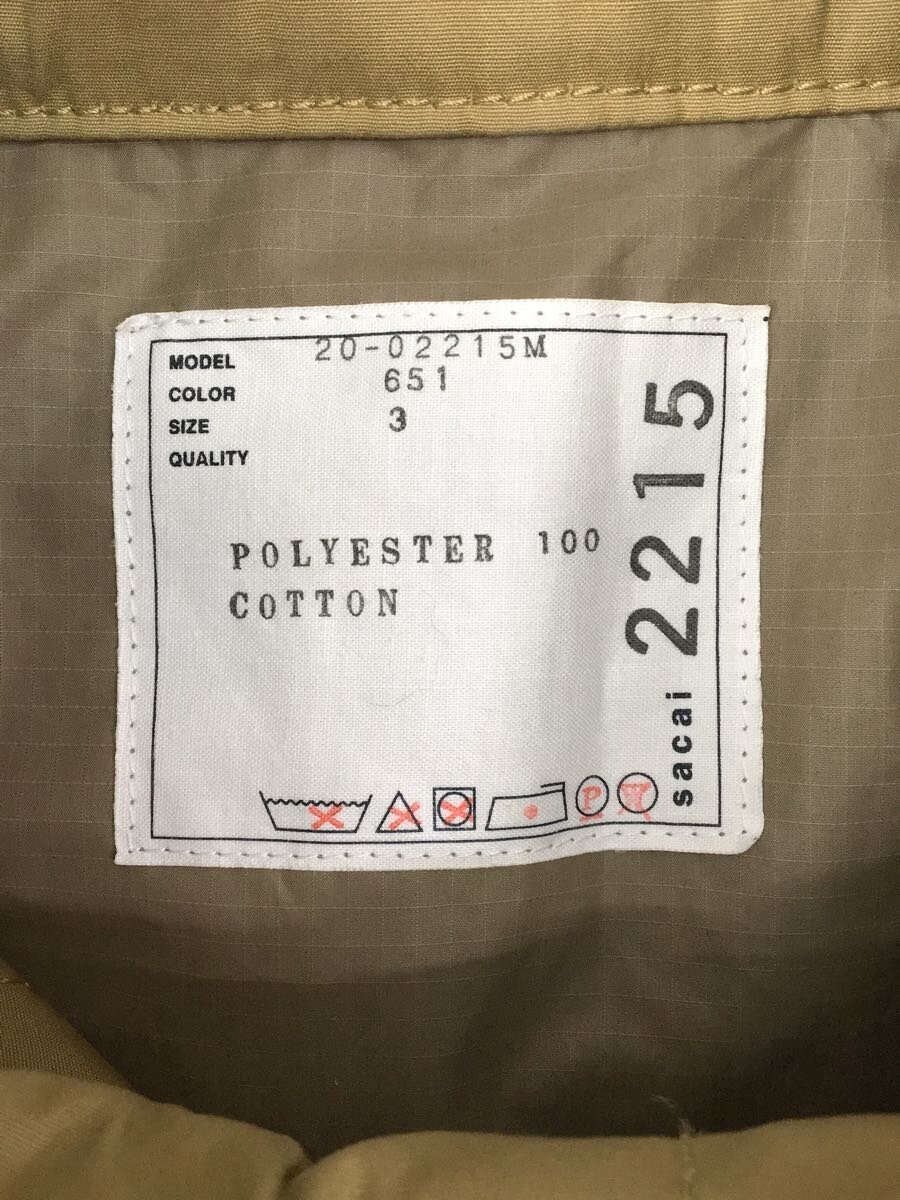 MODEL 20-02215M
COLOR 651
SIZE 3
QUALITY
POLYESTER 100
COTTON
P
sacai 2215